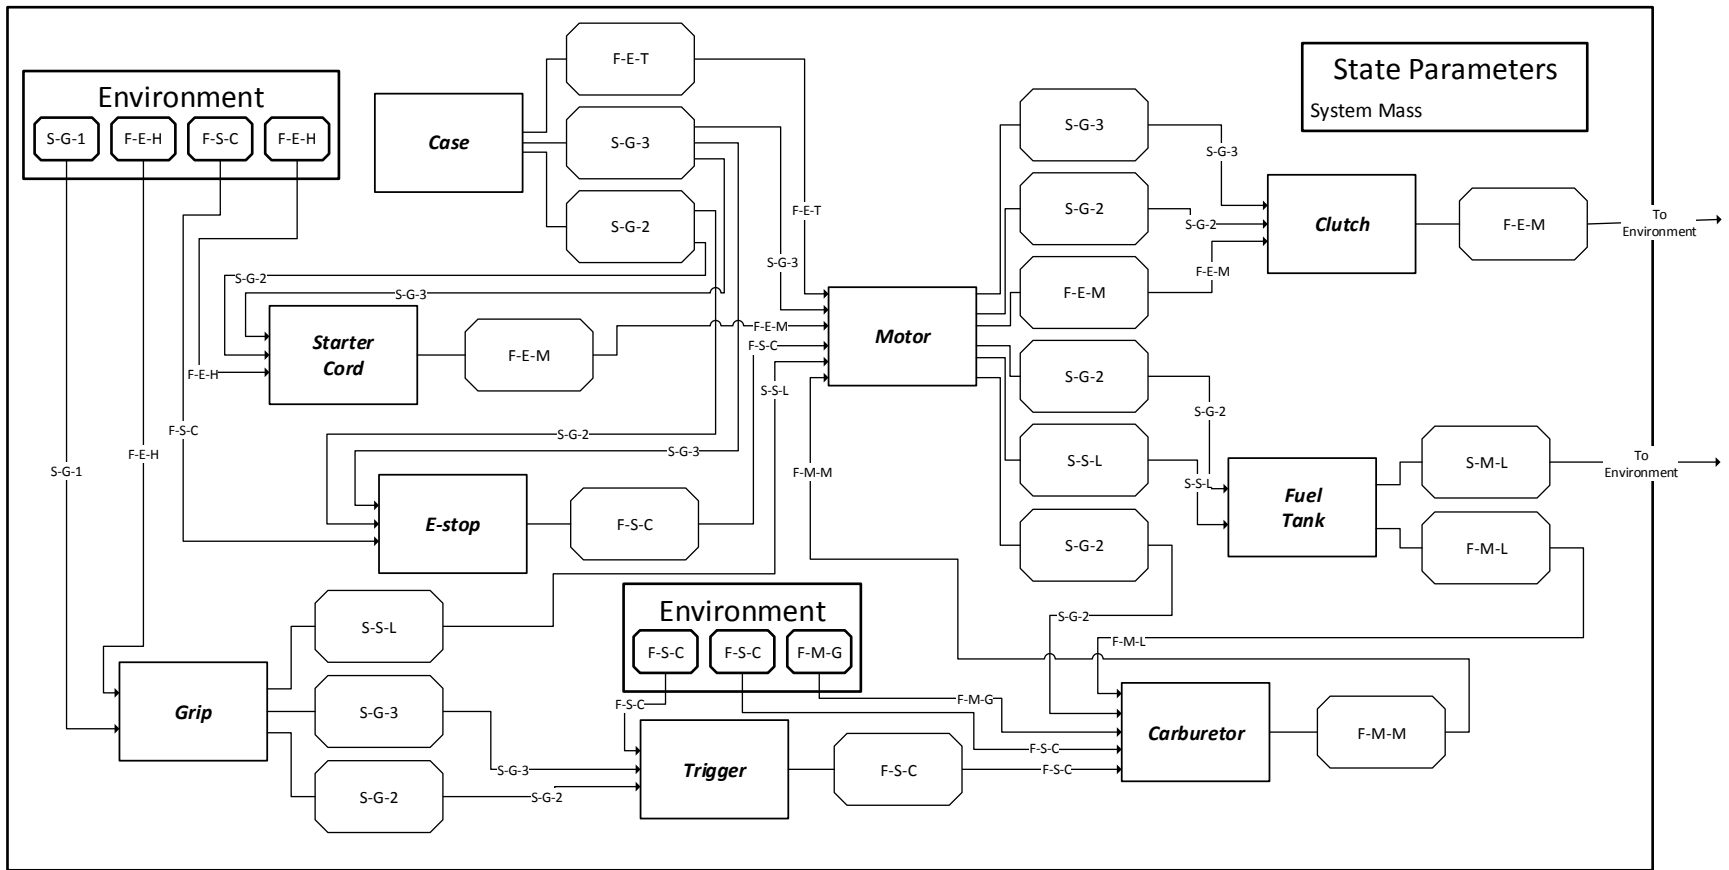 Environment
S-G-1
F-E-H
F-S-C
F-E-H
Case
F-E-T
S-G-3
S-G-2
State Parameters
System Mass
S-G-3
S-G-3
S-G-2
S-G-2
F-E-M
F-E-M
Clutch
F-E-M
To
Environment
F-E-T
S-G-3
S-G-2
S-G-3
Starter
Cord
F-E-H
F-E-M
F-E-M
F-S-C
S-S-L
Motor
S-G-2
S-G-2
S-S-L
S-S-L
S-G-2
Fuel
Tank
S-M-L
F-M-L
To
Environment
F-S-C
F-E-H
S-G-1
S-G-2
S-G-3
E-stop
F-S-C
F-M-M
Grip
S-S-L
S-G-3
S-G-2
S-G-3
S-G-2
Environment
F-S-C
F-S-C
F-M-G
F-S-C
Trigger
F-S-C
F-M-G
F-S-C
F-S-C
S-G-2
F-M-L
Carburetor
F-M-M